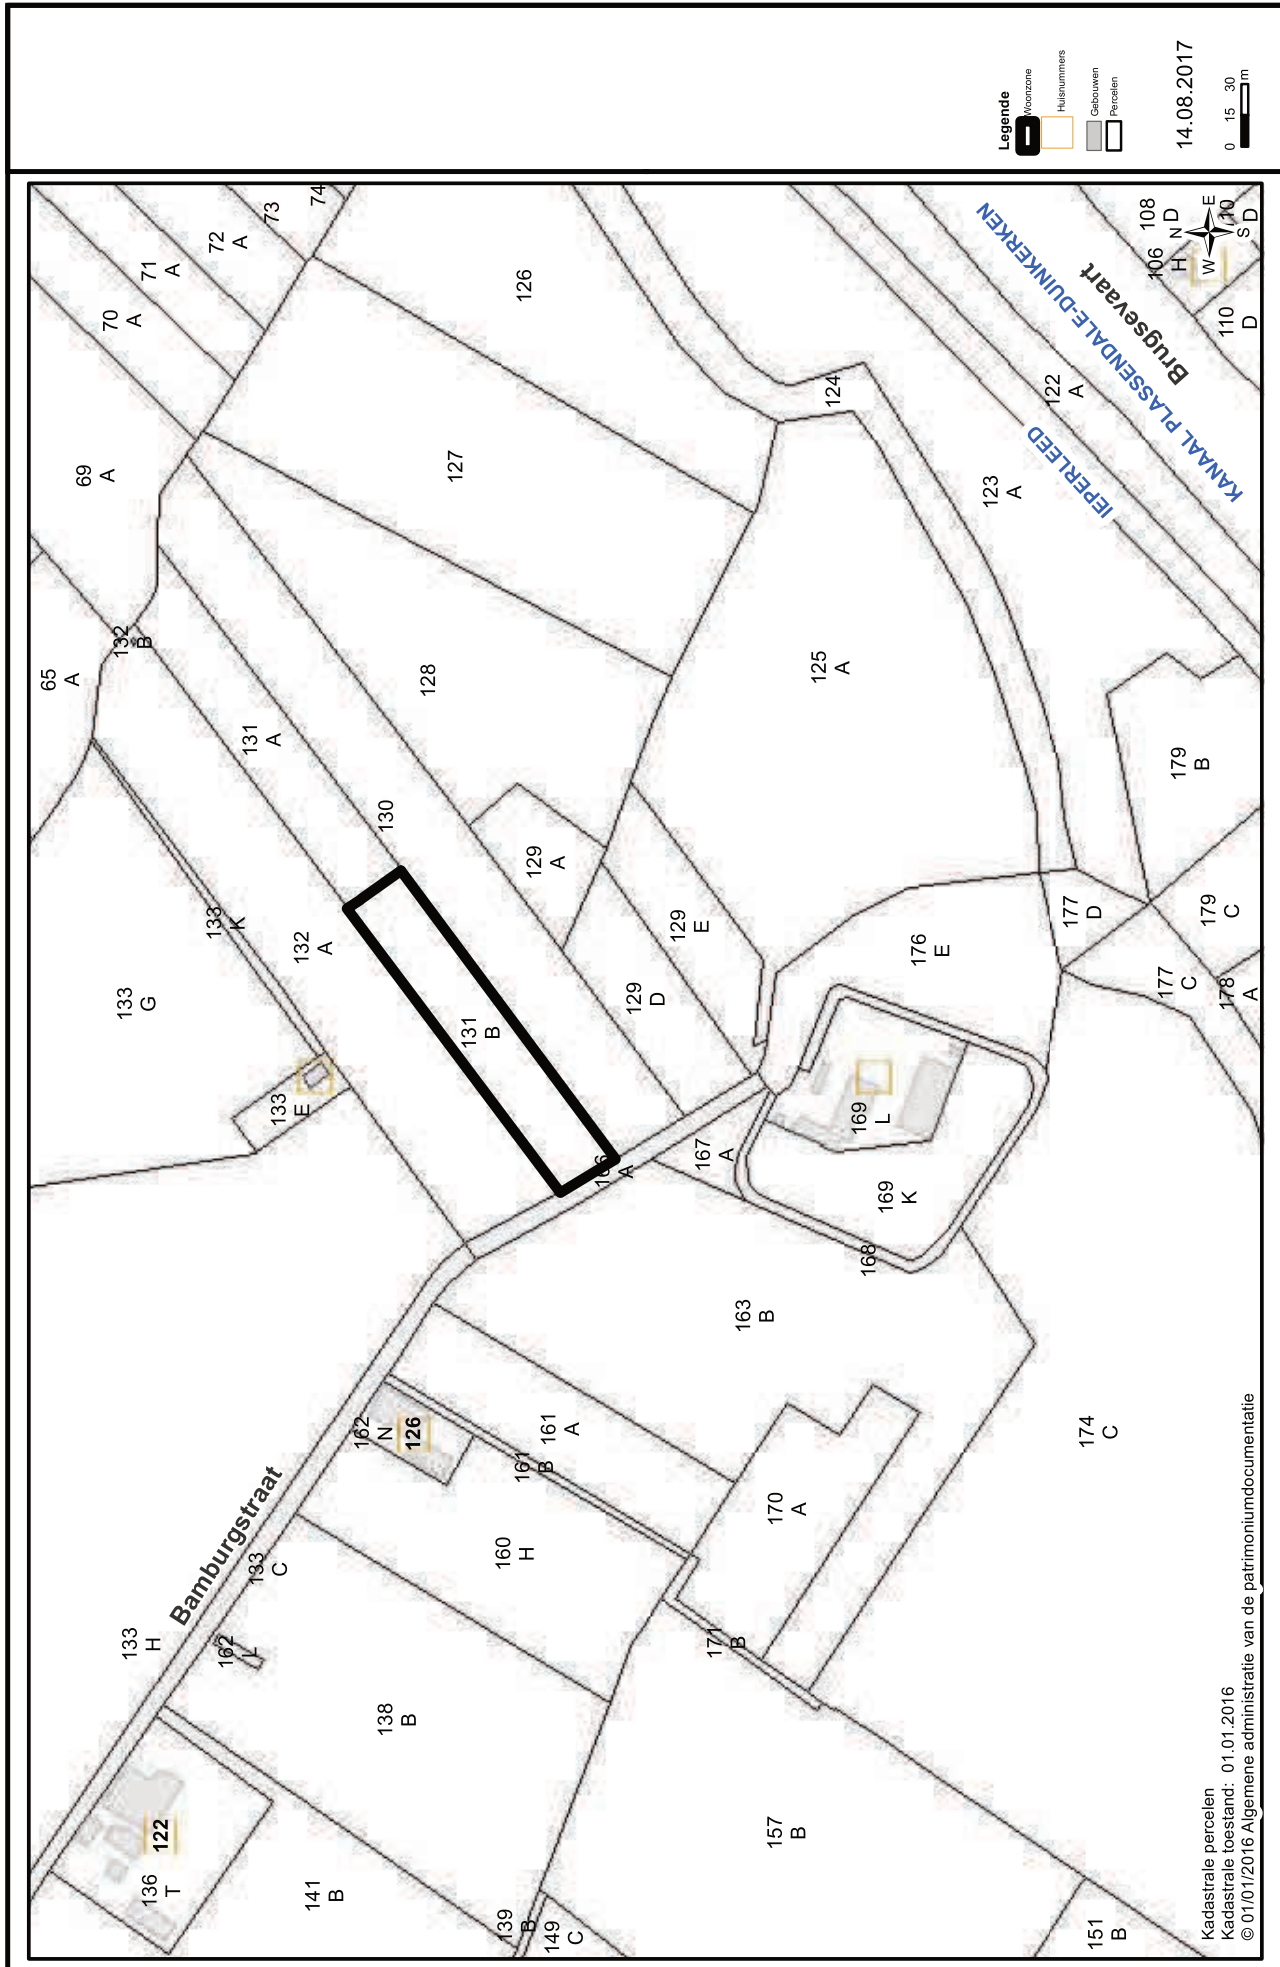 Legende
Woonzone
Huisnummers
Gebouwen
Percelen
14.08.2017
0 15 30
m
70
A
71
A
72
A
73
74
69
A
65
A
132
B
126
127
128
131
A
130
129
A
129
E
129
D
131
B
132
A
133
K
133
G
133
E
124
125
A
123
A
122
A
IEPERLEED
KANAAL PLASSENDALE-DUINKERKEN
Brugsevaart
106
H
108
D
110
D
10
D
N
E
S
W
179
B
179
C
178
A
177
D
177
C
176
E
169
L
169
K
168
167
A
166
A
163
B
161
A
161
B
162
N
126
160
H
170
A
171
B
174
C
Bamburgstraat
133
C
133
H
162
L
138
B
136
T
122
141
B
139
B
149
C
157
B
151
B
Kadastrale percelen
Kadastrale toestand: 01.01.2016
© 01/01/2016 Algemene administratie van de patrimoniumdocumentatie